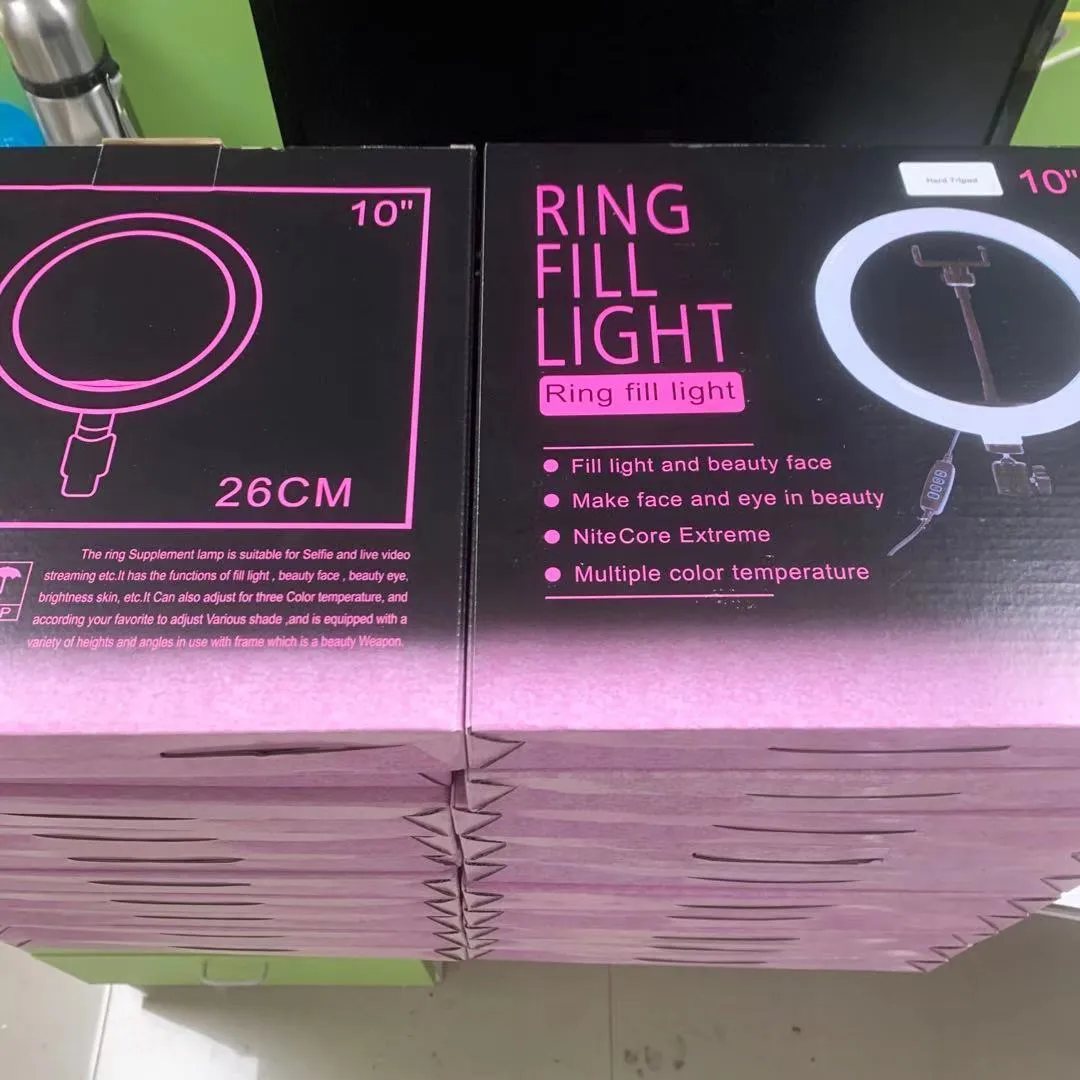 10"
26CM
The ring Supplement lamp is suitable for Selfie and live video
streaming etc.It has the functions of fill light , beauty face , beauty eye,
brightness skin, etc.It Can also adjust for three Color temperature, and
according your favorite to adjust Various shade ,and is equipped with a
variety of heights and angles in use with frame which is a beauty Weapon.
P
Hard Tripod
10"
RING
FILL
LIGHT
Ring fill light
Fill light and beauty face
Make face and eye in beauty
NiteCore Extreme
Multiple color temperature